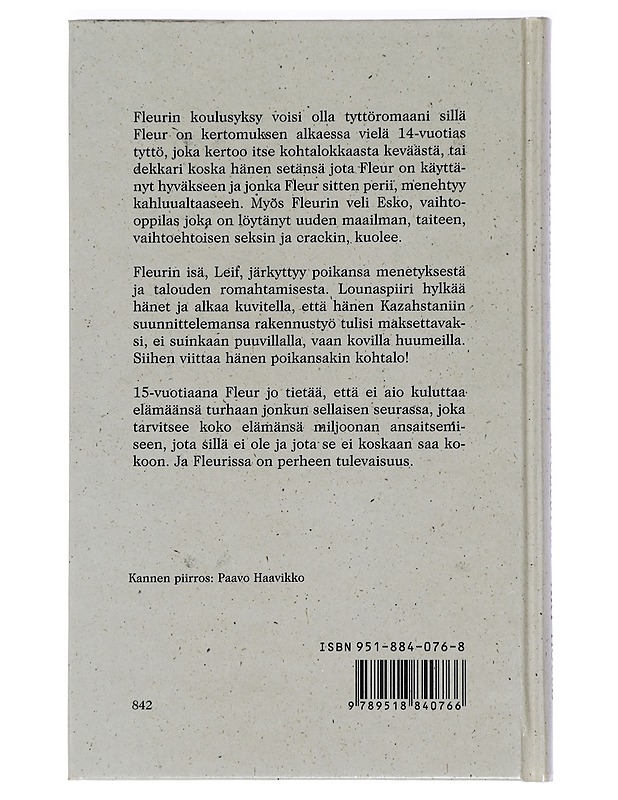 Fleurin koulusyksy voisi olla tyttöromaani sillä
Fleur on kertomuksen alkaessa vielä 14-vuotias
tyttö, joka kertoo itse kohtalokkaasta keväästä, tai
dekkari koska hänen setänsä jota Fleur on käyttä-
nyt hyväkseen ja jonka Fleur sitten perii, menehtyy
kahluualtaaseen. Myös Fleurin veli Esko, vaihto-
oppilas joka on löytänyt uuden maailman, taiteen,
vaihtoehtoisen seksin ja crackin, kuolee.
Fleurin isä, Leif, järkyttyy poikansa menetyksestä
ja talouden romahtamisesta. Lounaspiiri hylkää
hänet ja alkaa kuvitella, että hänen Kazahstaniin
suunnittelemansa rakennustyö tulisi maksettavak-
si, ei suinkaan puuvillalla, vaan kovilla huumeilla.
Siihen viittaa hänen poikansakin kohtalo!
15-vuotiaana Fleur jo tietää, että ei aio kuluttaa
elämäänsä turhaan jonkun sellaisen seurassa, joka
tarvitsee koko elämänsä miljoonan ansaitsemi-
seen, jota sillä ei ole ja jota se ei koskaan saa ko-
koon. Ja Fleurissa on perheen tulevaisuus.
Kannen piirros: Paavo Haavikko
ISBN 951-884-076-8
842
9 789518 840766